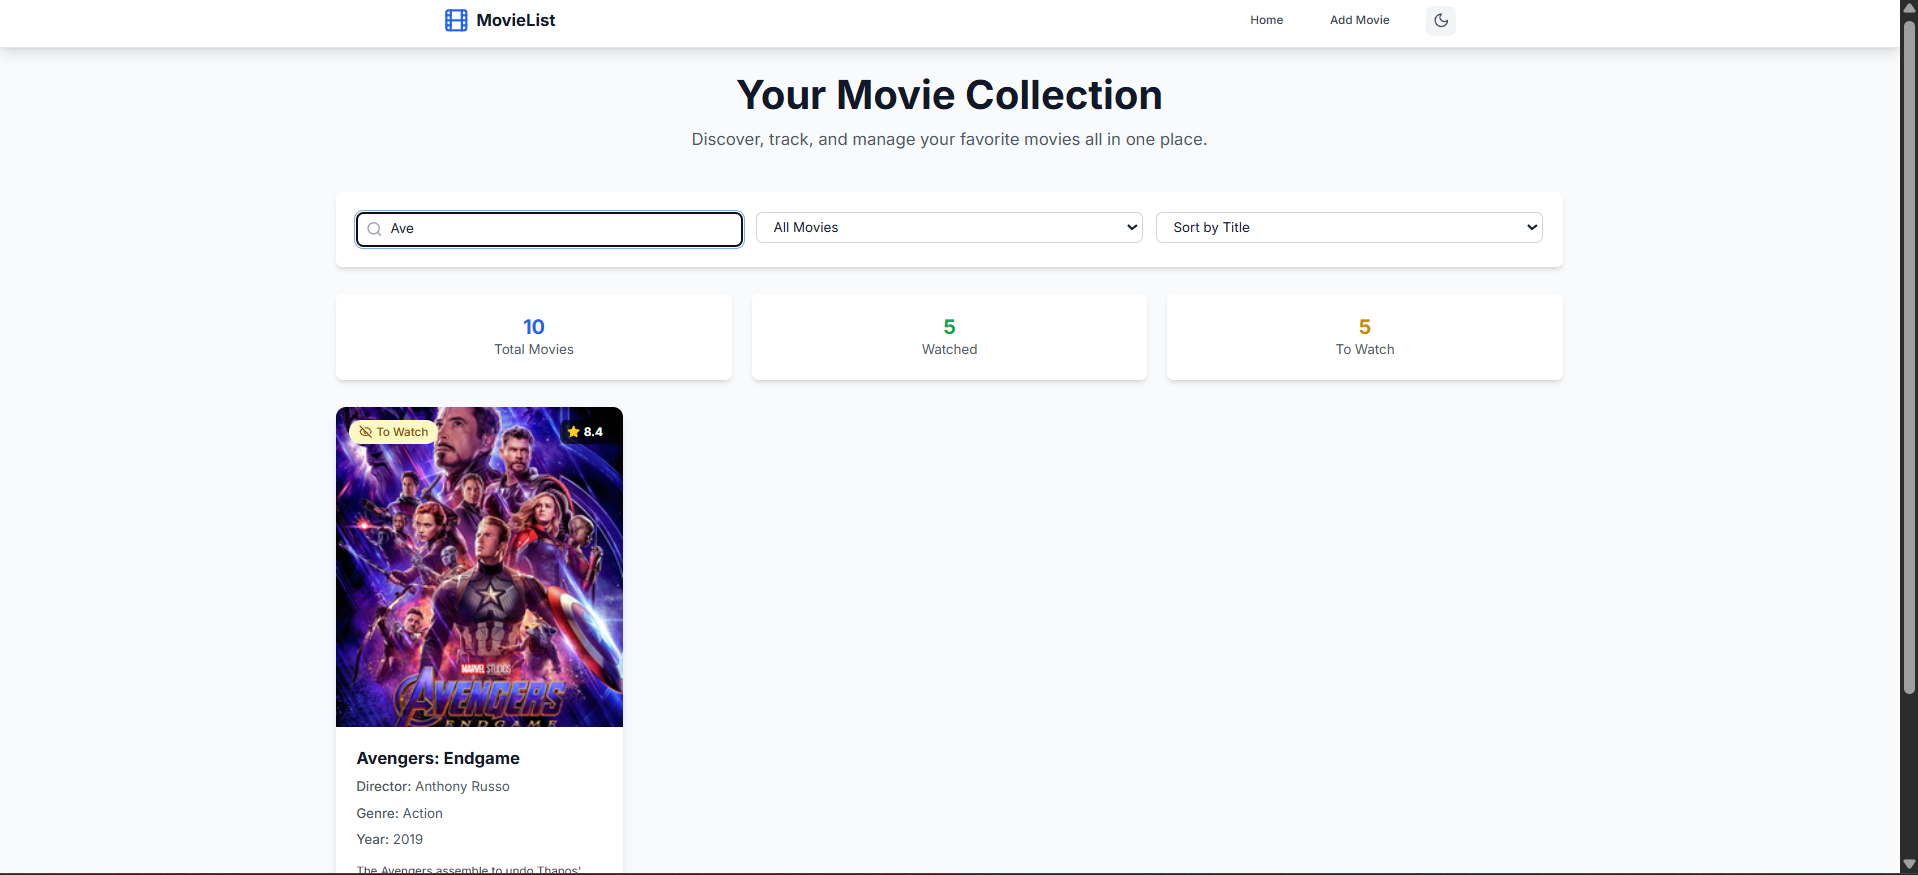 MovieList
Home
Add Movie
Your Movie Collection
Discover, track, and manage your favorite movies all in one place.
Ave
All Movies
Sort by Title
10
Total Movies
5
Watched
5
To Watch
To Watch
8.4
MARVEL STUDIOS
AVENGERS
ENDGAME
Avengers: Endgame
Director: Anthony Russo
Genre: Action
Year: 2019
The Avengers assemble to undo Thanos'